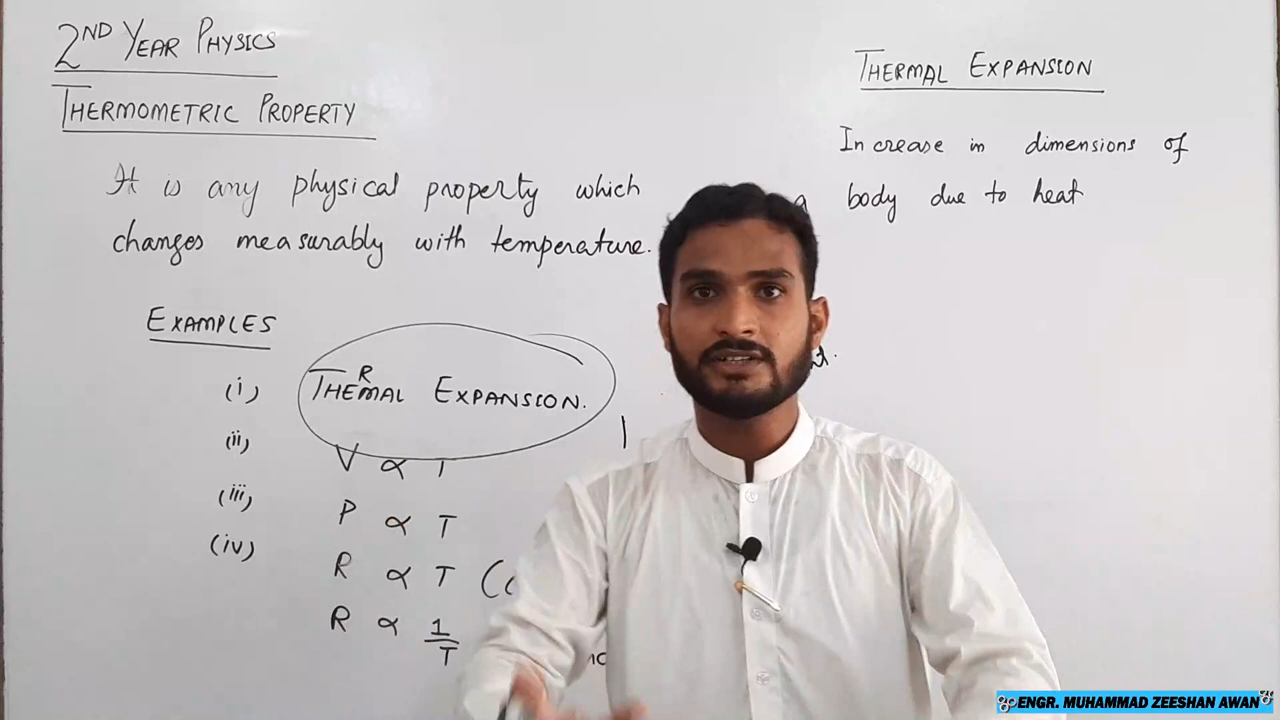 2ND YEAR PHYSICS
THERMOMETRIC PROPERTY
It is any physical property which
changes measurably with temperature.
EXAMPLES
(i) THERMAL EXPANSION.
(ii) V ∝ T
(iii) P ∝ T
(iv) R ∝ T
R ∝ 1/T
THERMAL EXPANSION
Increase in dimensions of
a body due to heat
ENGR. MUHAMMAD ZEESHAN AWAN